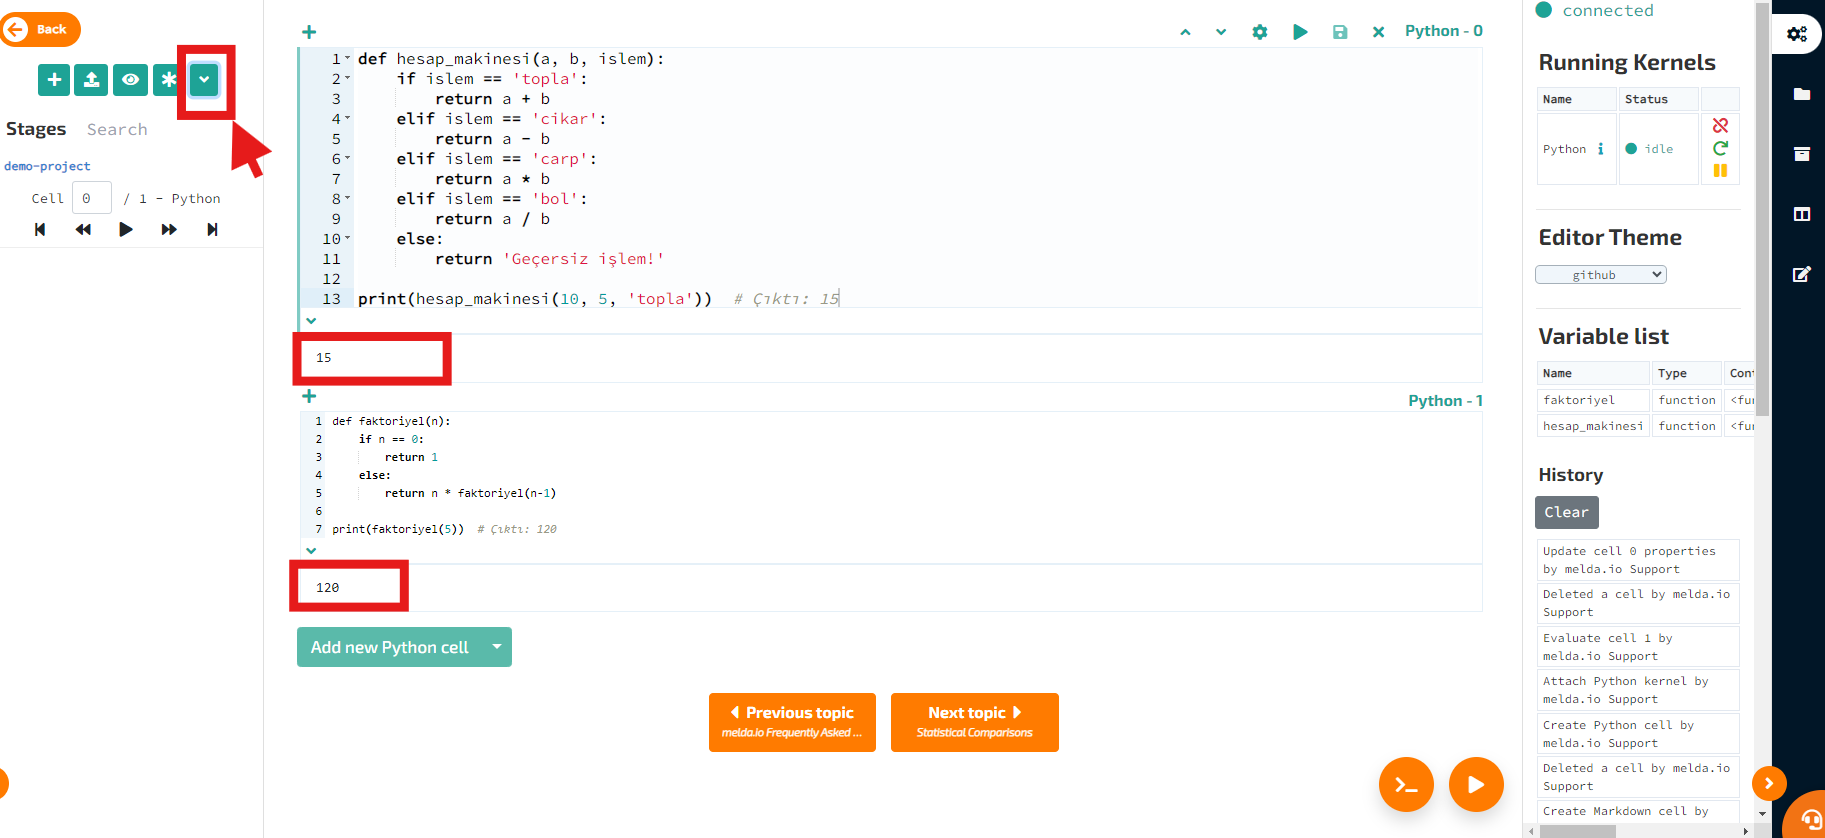 Back
Stages Search
demo-project
Cell 0 / 1 - Python
Python - 0
1 def hesap_makinesi(a, b, islem):
2 if islem == 'topla':
3 return a + b
4 elif islem == 'cikar':
5 return a - b
6 elif islem == 'carp':
7 return a * b
8 elif islem == 'bol':
9 return a / b
10 else:
11 return 'Geçersiz işlem!'
12
13 print(hesap_makinesi(10, 5, 'topla')) # Çıktı: 15
15
Python - 1
1 def faktoriyel(n):
2 if n == 0:
3 return 1
4 else:
5 return n * faktoriyel(n-1)
6
7 print(faktoriyel(5)) # Çıktı: 120
120
Add new Python cell
Previous topic
melda.io Frequently Asked ...
Next topic
Statistical Comparisons
connected
Running Kernels
Name Status
Python i idle
Editor Theme
github
Variable list
Name Type Con
faktoriyel function <fu
hesap_makinesi function <fu
History
Clear
Update cell 0 properties
by melda.io Support
Deleted a cell by melda.io
Support
Evaluate cell 1 by
melda.io Support
Attach Python kernel by
melda.io Support
Create Python cell by
melda.io Support
Deleted a cell by melda.io
Support
Create Markdown cell by